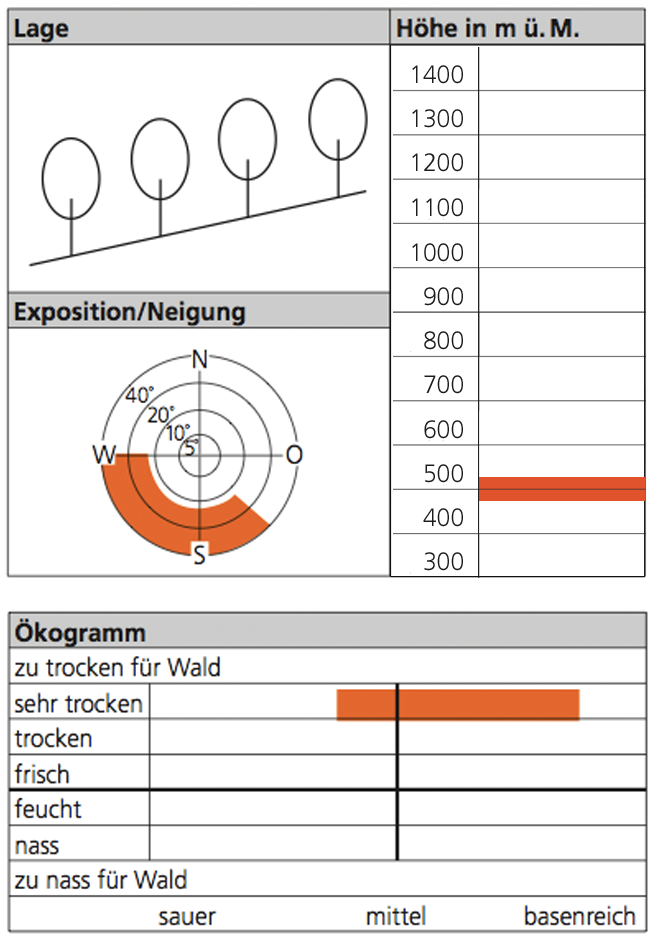 Lage
Höhe in m ü. M.
1400
1300
1200
1100
1000
900
800
700
600
500
400
300
Exposition/Neigung
N
40°
20°
10°
5°
W
O
S
Ökogramm
zu trocken für Wald
sehr trocken
trocken
frisch
feucht
nass
zu nass für Wald
sauer mittel basenreich